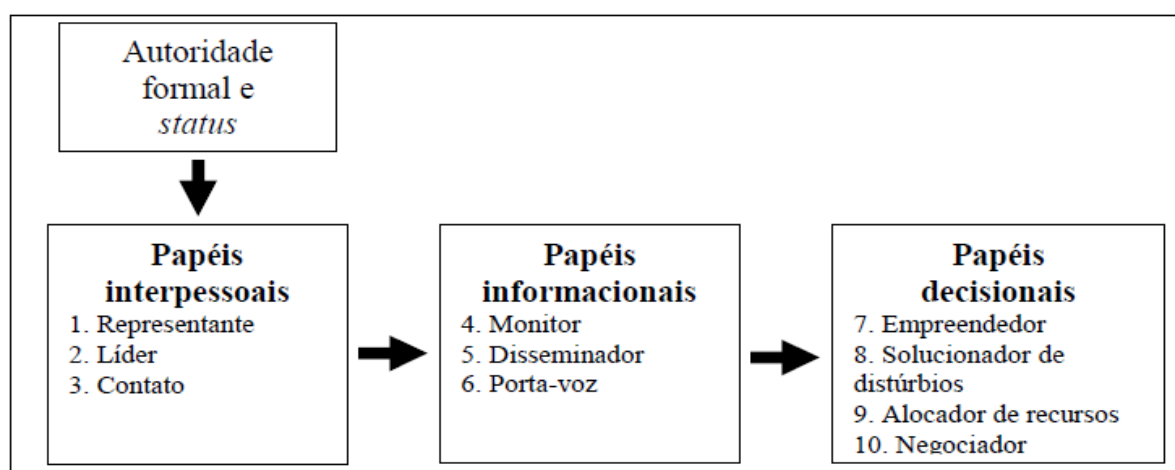 Autoridade
formal e
status
Papéis
interpessoais
1. Representante
2. Líder
3. Contato
Papéis
informacionais
4. Monitor
5. Disseminador
6. Porta-voz
Papéis
decisionais
7. Empreendedor
8. Solucionador de
distúrbios
9. Alocador de recursos
10. Negociador